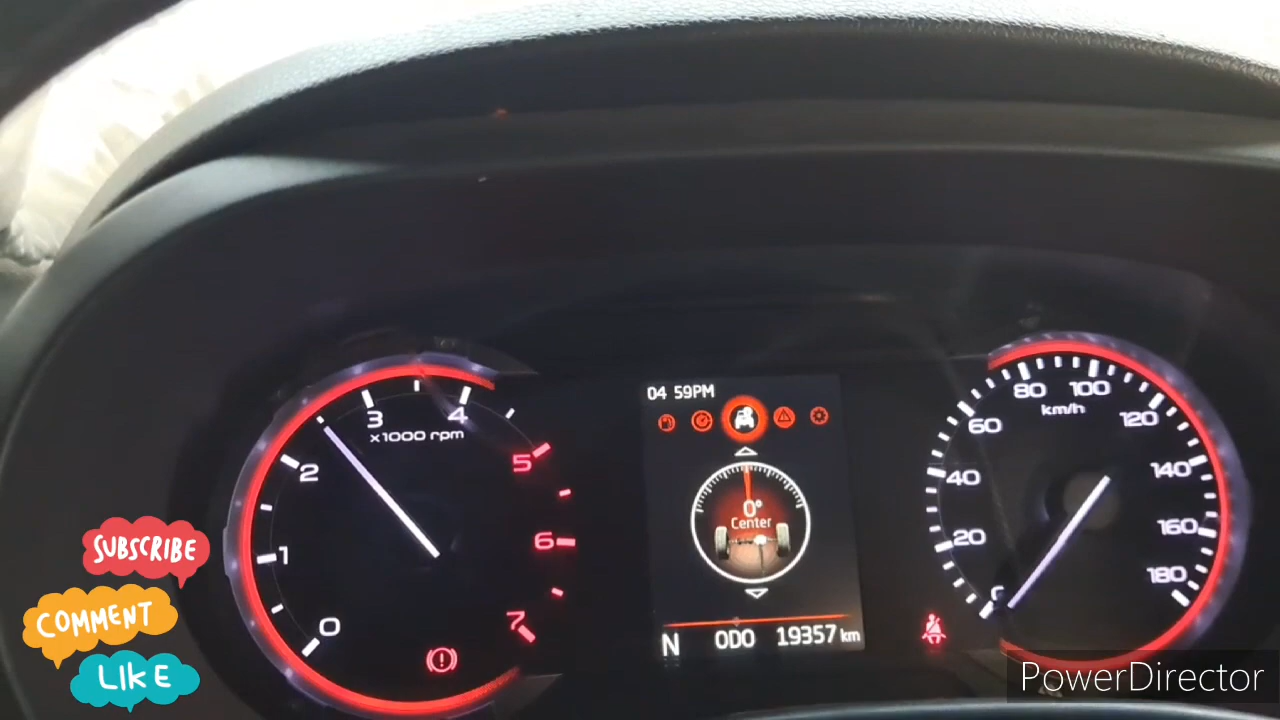 04 59PM
0
1
2
3
4
5
6
7
x1000 rpm
0°
Center
N ODO 19357 km
20
40
60
80
100
120
140
160
180
km/h
SUBSCRIBE
COMMENT
LIKE
PowerDirector